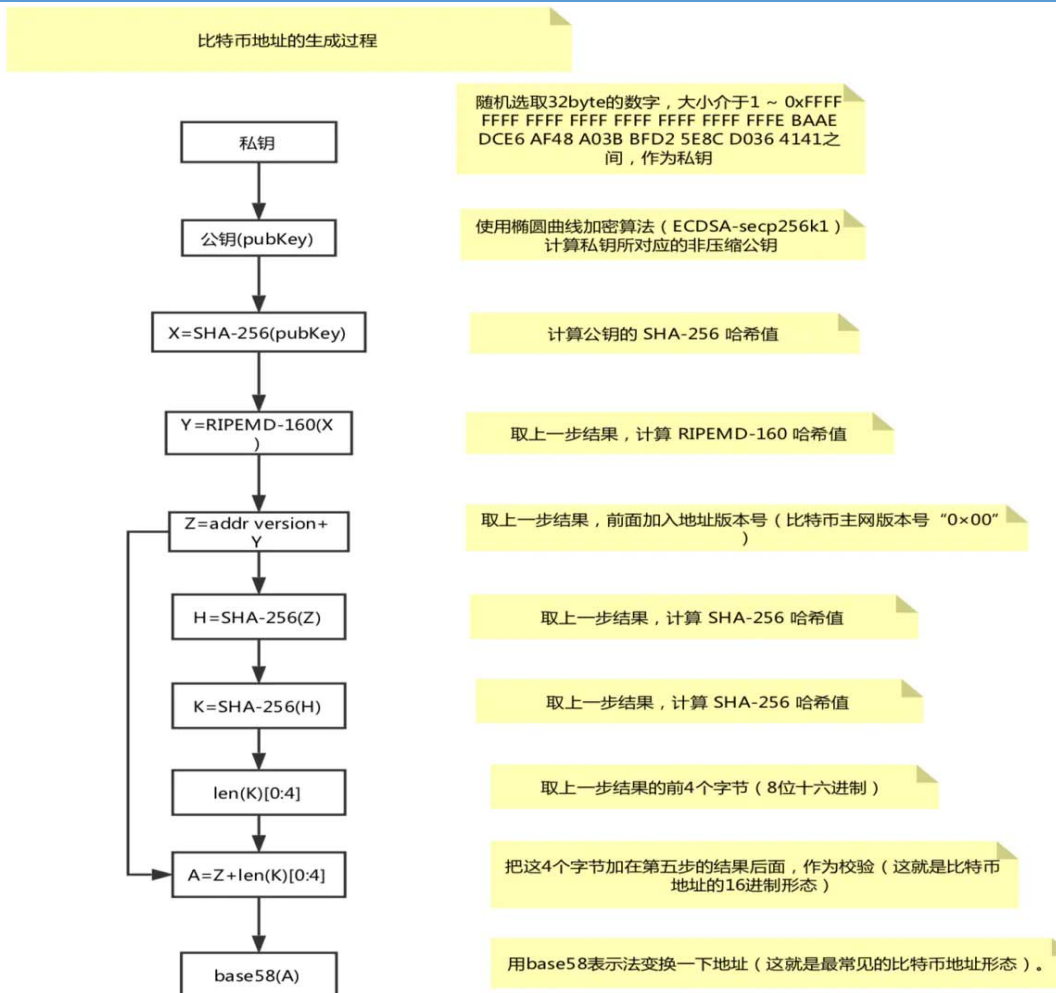 比特币地址的生成过程
私钥
随机选取32byte的数字，大小介于1 ~ 0xFFFF
FFFF FFFF FFFF FFFF FFFF FFFF FFFE BAAE
DCE6 AF48 A03B BFD2 5E8C D036 4141之
间，作为私钥
公钥(pubKey)
使用椭圆曲线加密算法（ECDSA-secp256k1）
计算私钥所对应的非压缩公钥
X=SHA-256(pubKey)
计算公钥的 SHA-256 哈希值
Y=RIPEMD-160(X
)
取上一步结果，计算 RIPEMD-160 哈希值
Z=addr version+
Y
取上一步结果，前面加入地址版本号（比特币主网版本号“0×00”
）
H=SHA-256(Z)
取上一步结果，计算 SHA-256 哈希值
K=SHA-256(H)
取上一步结果，计算 SHA-256 哈希值
len(K)[0:4]
取上一步结果的前4个字节（8位十六进制）
A=Z+len(K)[0:4]
把这4个字节加在第五步的结果后面，作为校验（这就是比特币
地址的16进制形态）
base58(A)
用base58表示法变换一下地址（这就是最常见的比特币地址形态）。